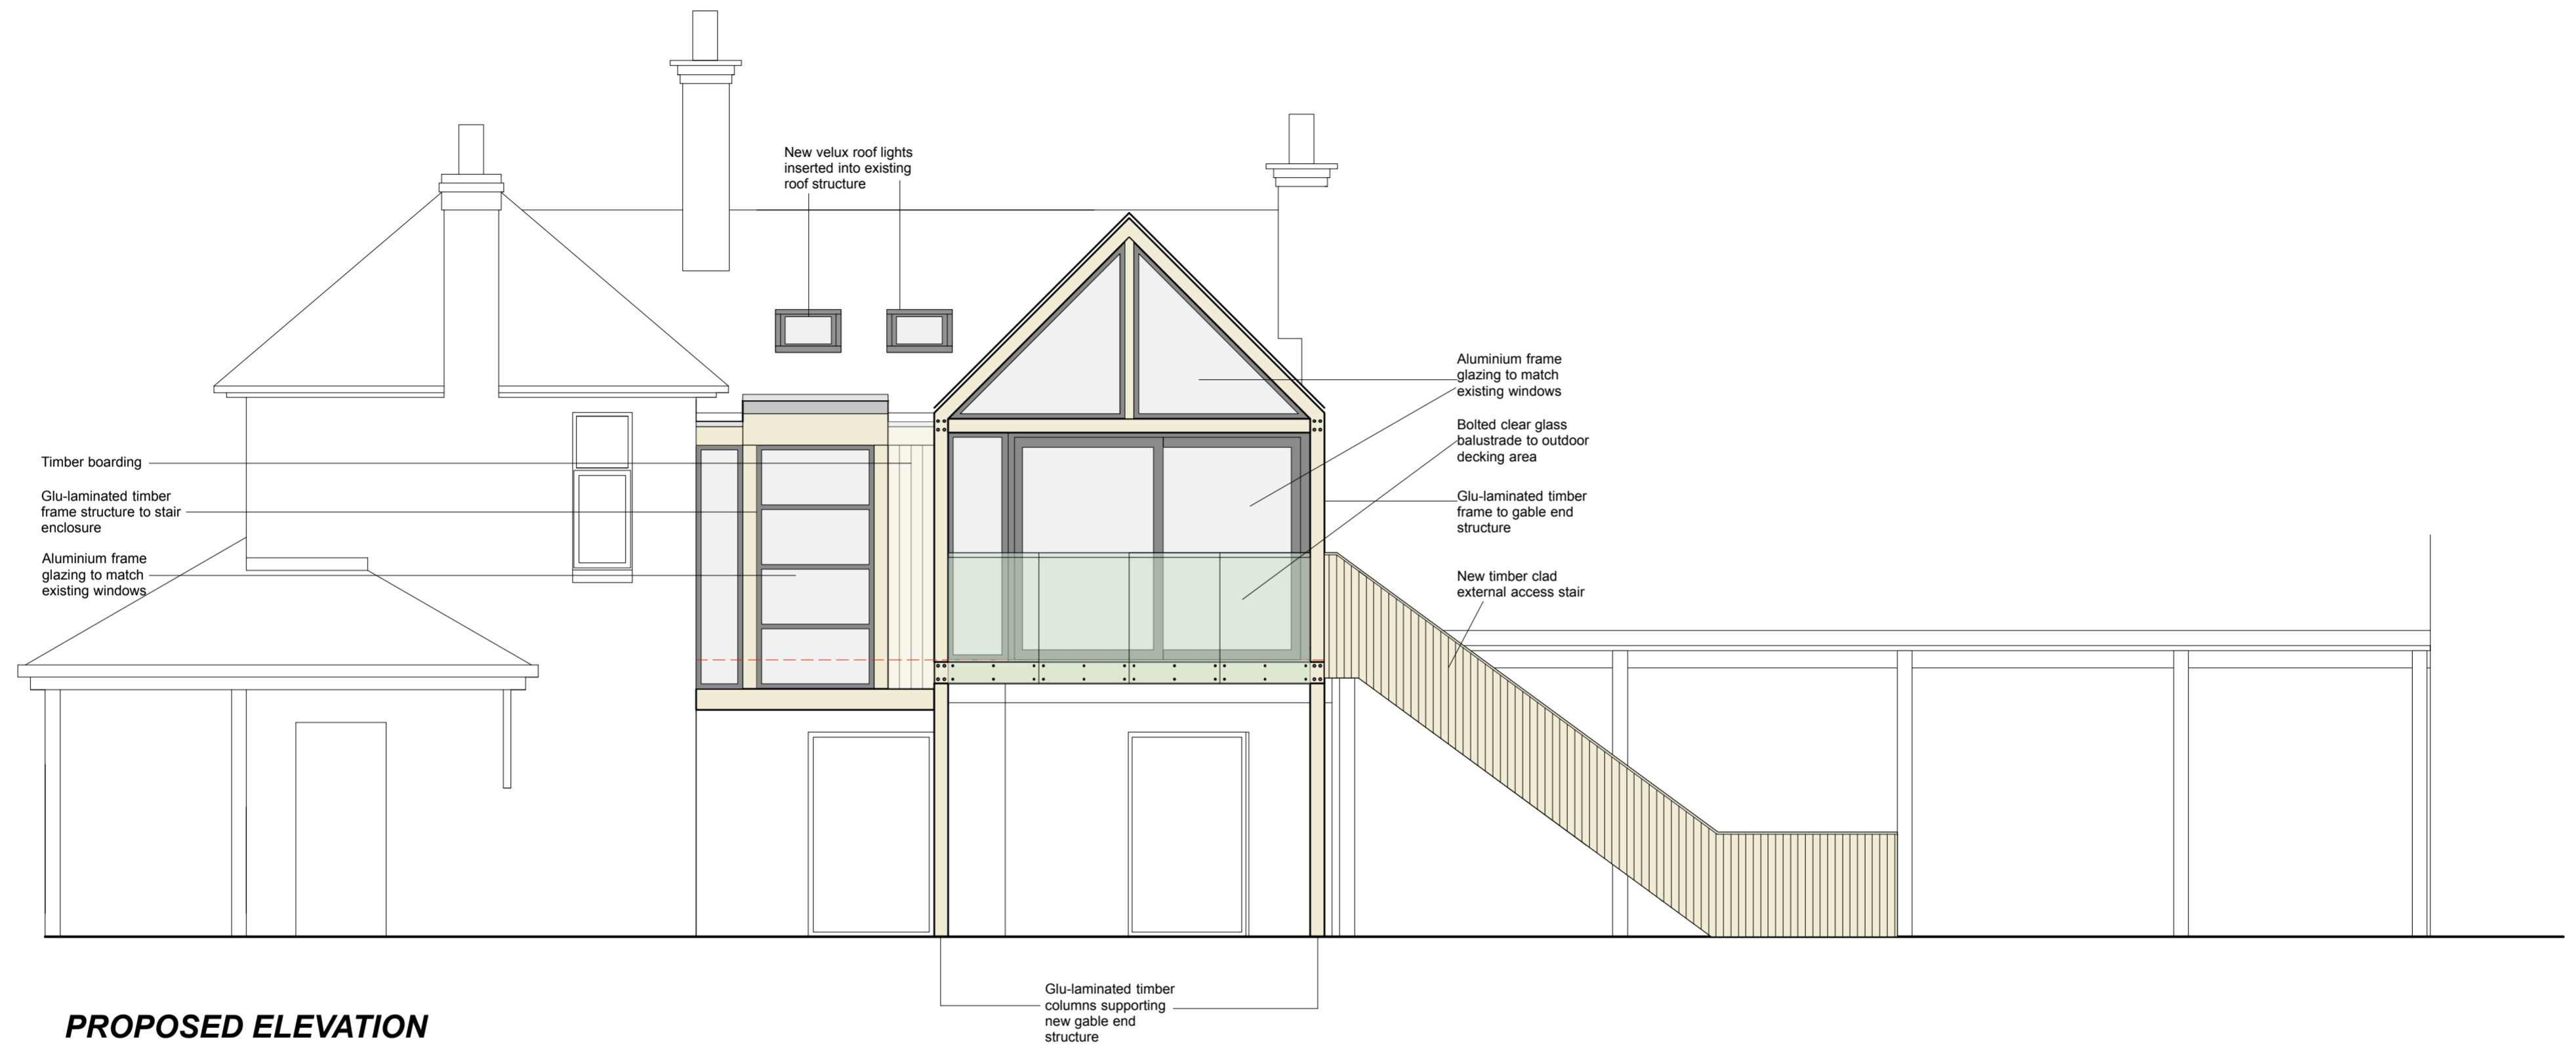 New velux roof lights
inserted into existing
roof structure
Timber boarding
Glu-laminated timber
frame structure to stair
enclosure
Aluminium frame
glazing to match
existing windows
Aluminium frame
glazing to match
existing windows
Bolted clear glass
balustrade to outdoor
decking area
Glu-laminated timber
frame to gable end
structure
New timber clad
external access stair
Glu-laminated timber
columns supporting
new gable end
structure
PROPOSED ELEVATION